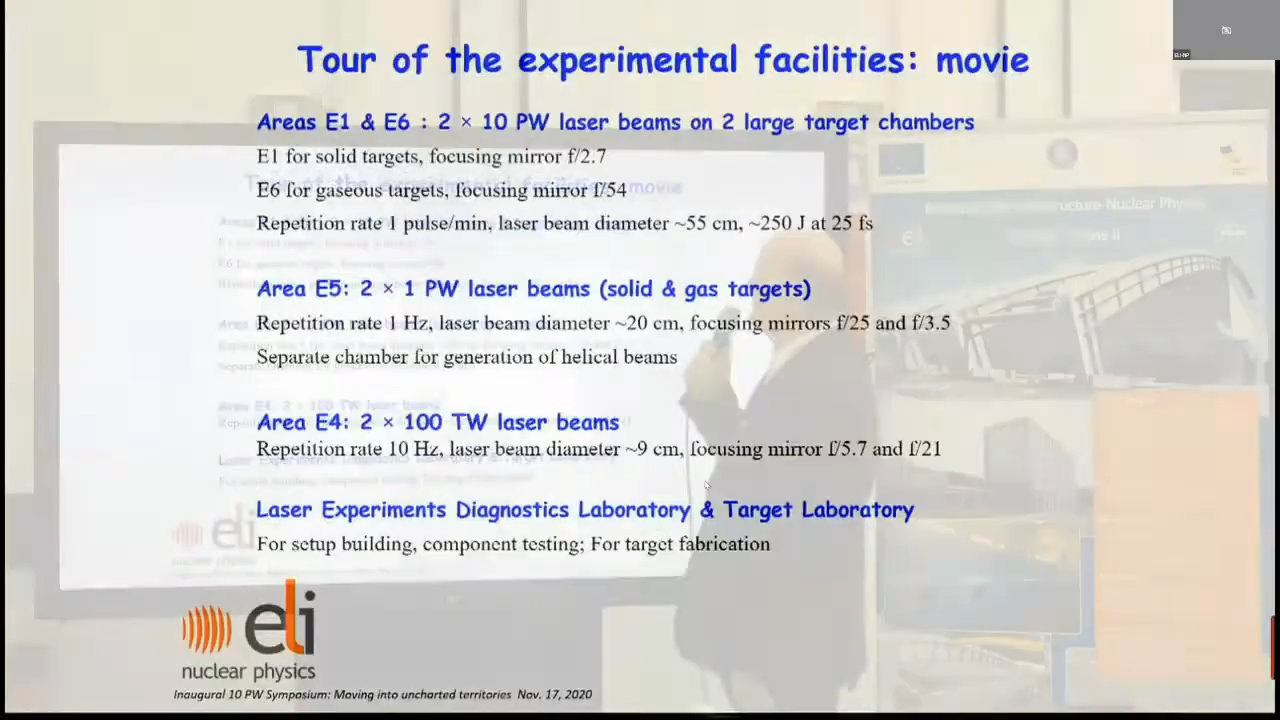 Tour of the experimental facilities: movie
ELI-NP
Areas E1 & E6 : 2 × 10 PW laser beams on 2 large target chambers
E1 for solid targets, focusing mirror f/2.7
E6 for gaseous targets, focusing mirror f/54
Repetition rate 1 pulse/min, laser beam diameter ~55 cm, ~250 J at 25 fs
Area E5: 2 × 1 PW laser beams (solid & gas targets)
Repetition rate 1 Hz, laser beam diameter ~20 cm, focusing mirrors f/25 and f/3.5
Separate chamber for generation of helical beams
Area E4: 2 × 100 TW laser beams
Repetition rate 10 Hz, laser beam diameter ~9 cm, focusing mirror f/5.7 and f/21
Laser Experiments Diagnostics Laboratory & Target Laboratory
For setup building, component testing; For target fabrication
eli
nuclear physics
Inaugural 10 PW Symposium: Moving into uncharted territories Nov. 17, 2020